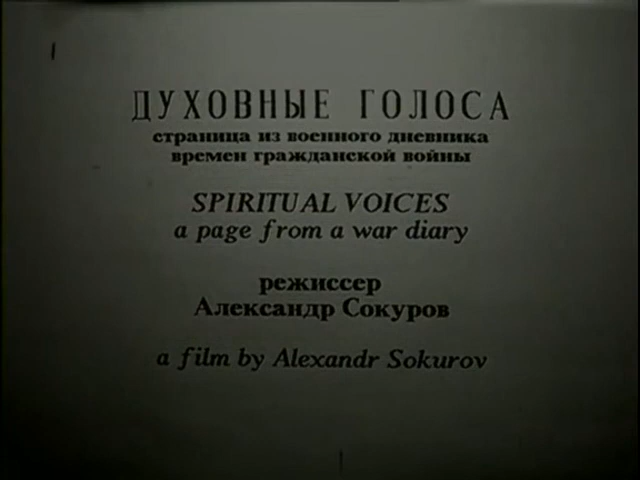 ДУХОВНЫЕ ГОЛОСА
страница из военного дневника
времен гражданской войны
SPIRITUAL VOICES
a page from a war diary
режиссер
Александр Сокуров
a film by Alexandr Sokurov